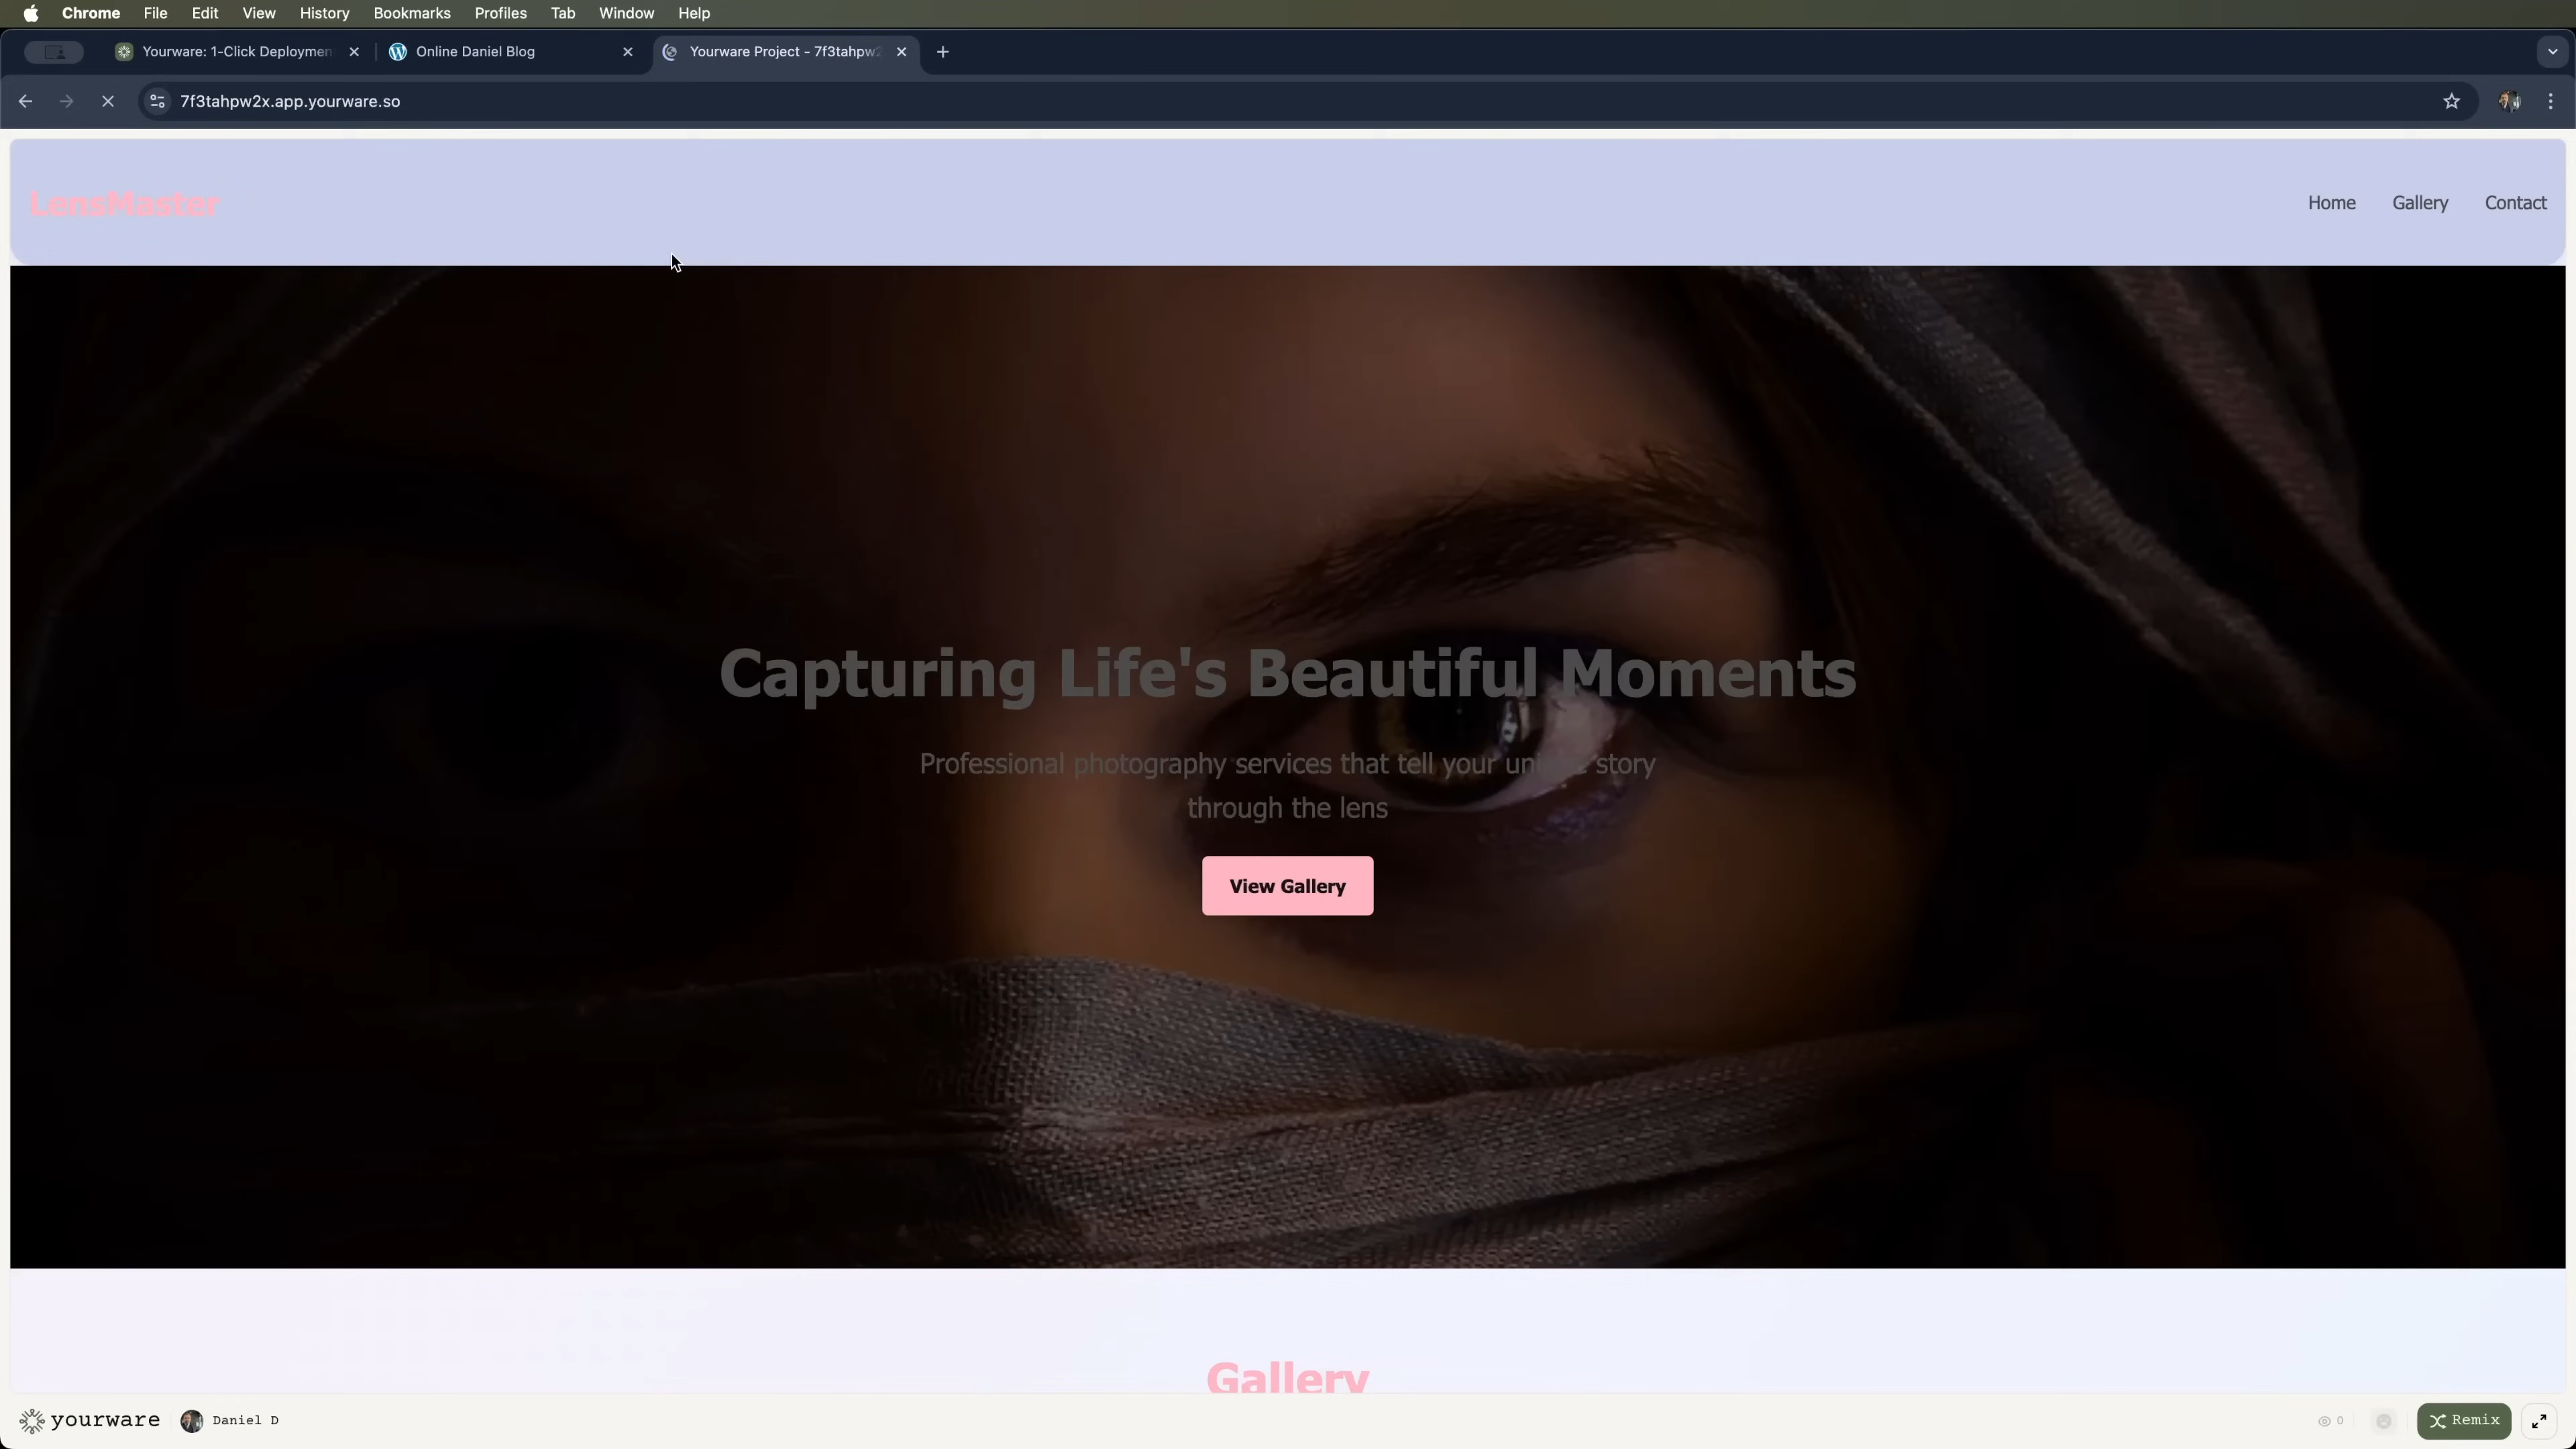 Chrome File Edit View History Bookmarks Profiles Tab Window Help
Yourware: 1-Click Deploymen Online Daniel Blog Yourware Project - 7f3tahpw2
7f3tahpw2x.app.yourware.so
LensMaster
Home Gallery Contact
Capturing Life's Beautiful Moments
Professional photography services that tell your unique story
through the lens
View Gallery
Gallery
yourware Daniel D
0 Remix